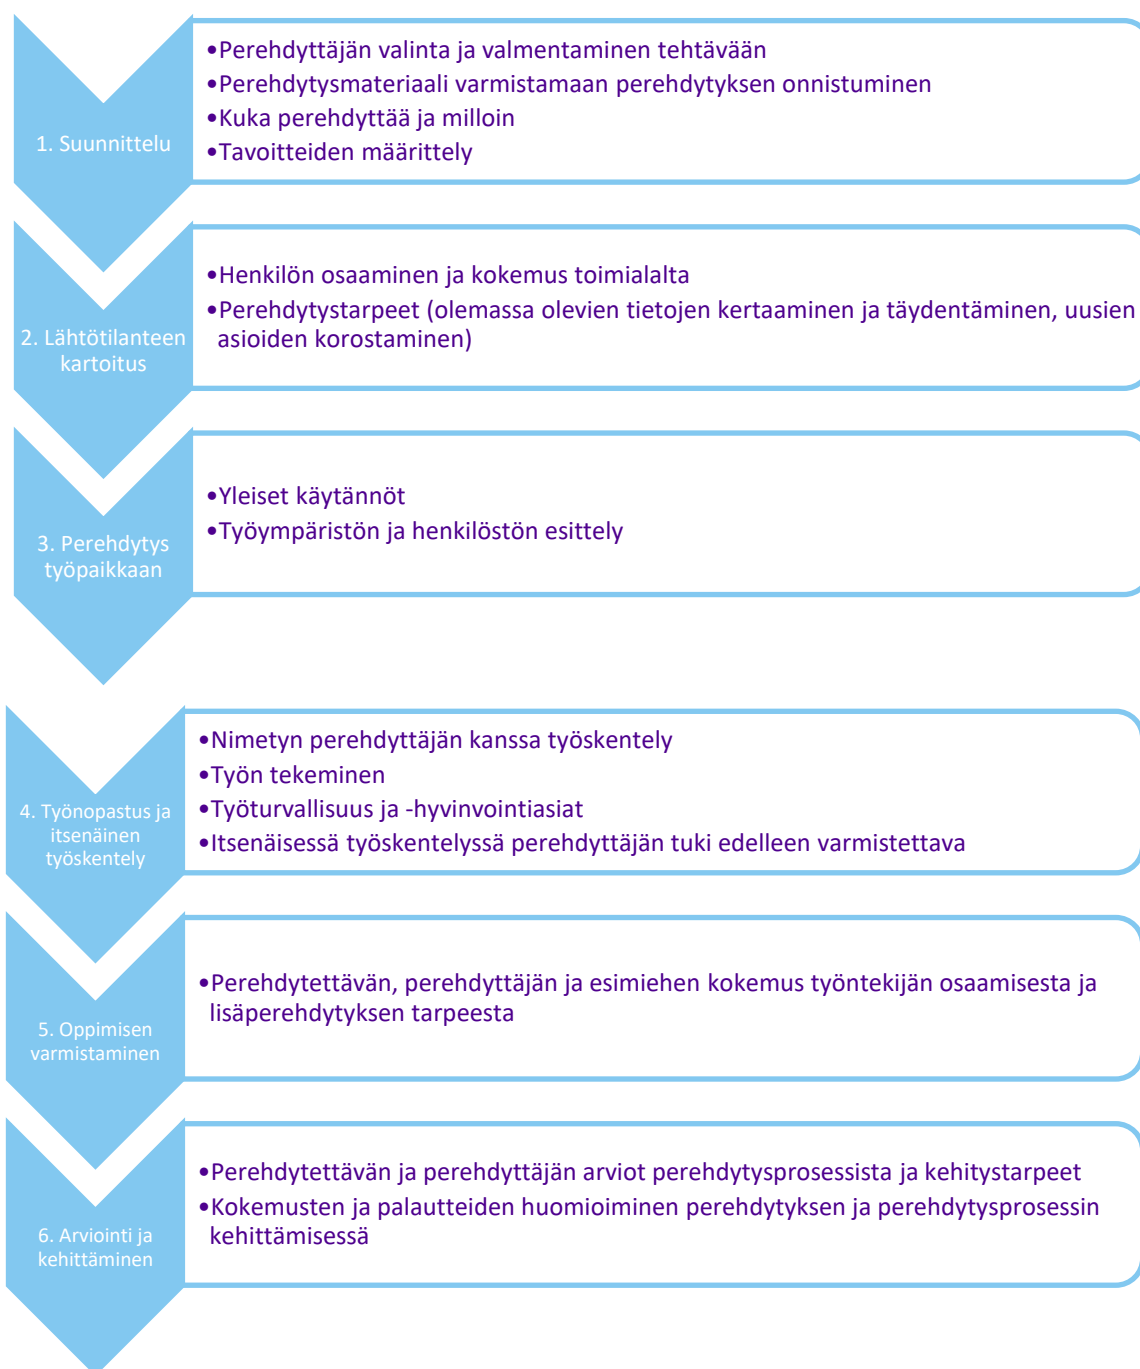 1. Suunnittelu
•Perehdyttäjän valinta ja valmentaminen tehtävään
•Perehdytysmateriaali varmistamaan perehdytyksen onnistuminen
•Kuka perehdyttää ja milloin
•Tavoitteiden määrittely
2. Lähtötilanteen
kartoitus
•Henkilön osaaminen ja kokemus toimialalta
•Perehdytystarpeet (olemassa olevien tietojen kertaaminen ja täydentäminen, uusien
asioiden korostaminen)
3. Perehdytys
työpaikkaan
•Yleiset käytännöt
•Työympäristön ja henkilöstön esittely
4. Työnopastus ja
itsenäinen
työskentely
•Nimetyn perehdyttäjän kanssa työskentely
•Työn tekeminen
•Työturvallisuus ja -hyvinvointiasiat
•Itsenäisessä työskentelyssä perehdyttäjän tuki edelleen varmistettava
5. Oppimisen
varmistaminen
•Perehdytettävän, perehdyttäjän ja esimiehen kokemus työntekijän osaamisesta ja
lisäperehdytyksen tarpeesta
6. Arviointi ja
kehittäminen
•Perehdytettävän ja perehdyttäjän arviot perehdytysprosessista ja kehitystarpeet
•Kokemusten ja palautteiden huomioiminen perehdytyksen ja perehdytysprosessin
kehittämisessä